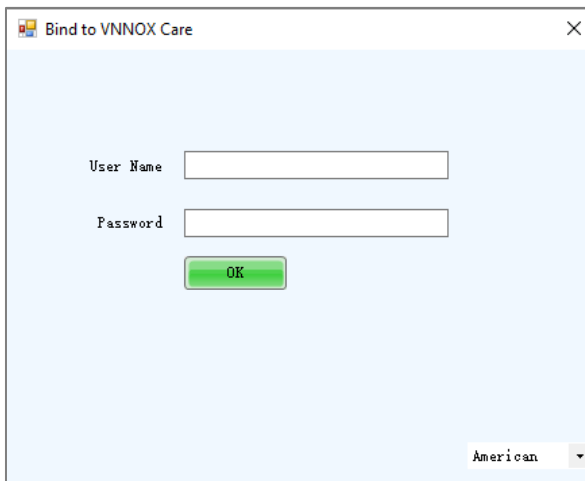 Bind to VNNOX Care
User Name
Password
OK
American